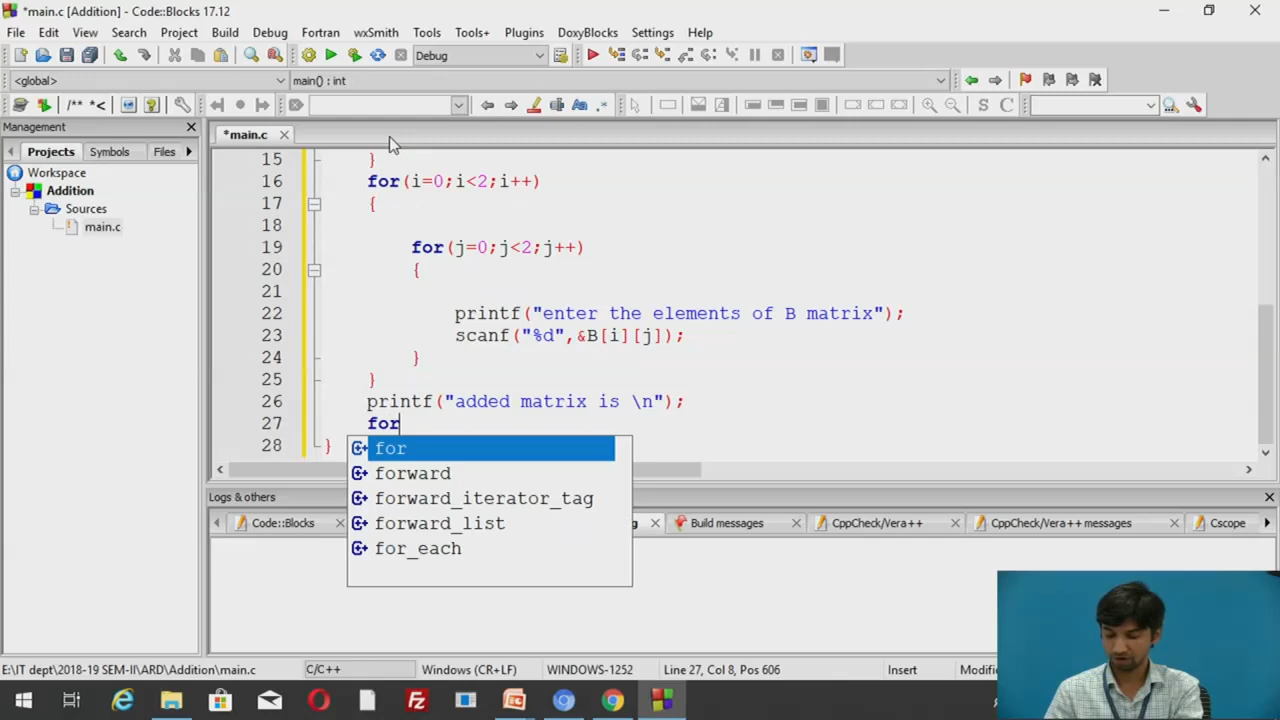 *main.c [Addition] - Code::Blocks 17.12
File Edit View Search Project Build Debug Fortran wxSmith Tools Tools+ Plugins DoxyBlocks Settings Help
Debug
<global> main() : int
/** *<
S C
Management
*main.c
Projects Symbols Files
Workspace
Addition
Sources
main.c
15 }
16 for(i=0;i<2;i++)
17 {
18
19 for(j=0;j<2;j++)
20 {
21
22 printf("enter the elements of B matrix");
23 scanf("%d",&B[i][j]);
24 }
25 }
26 printf("added matrix is \n");
27 for
28 }
for
forward
forward_iterator_tag
forward_list
for_each
Logs & others
Code::Blocks g Build messages CppCheck/Vera++ CppCheck/Vera++ messages Cscope
E:\IT dept\2018-19 SEM-II\ARD\Addition\main.c C/C++ Windows (CR+LF) WINDOWS-1252 Line 27, Col 8, Pos 606 Insert Modif